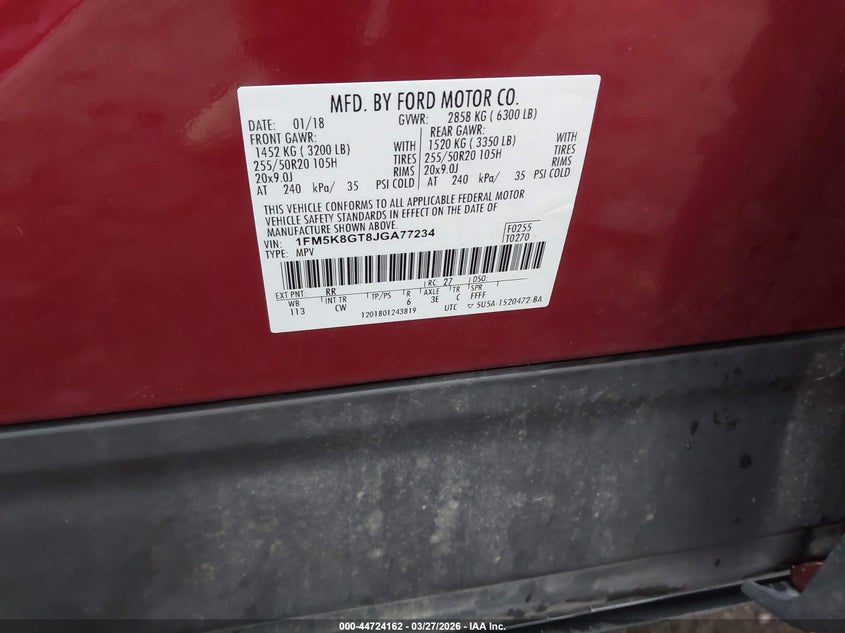 MFD. BY FORD MOTOR CO.
DATE: 01/18 GVWR: 2858 KG ( 6300 LB)
FRONT GAWR: REAR GAWR:
1452 KG ( 3200 LB) WITH 1520 KG ( 3350 LB) WITH
255/50R20 105H TIRES 255/50R20 105H TIRES
20x9.0J RIMS 20x9.0J RIMS
AT 240 kPa/ 35 PSI COLD AT 240 kPa/ 35 PSI COLD
THIS VEHICLE CONFORMS TO ALL APPLICABLE FEDERAL MOTOR
VEHICLE SAFETY STANDARDS IN EFFECT ON THE DATE OF
MANUFACTURE SHOWN ABOVE.
VIN: 1FM5K8GT8JGA77234 F0255
TYPE: MPV T0270
EXT PNT: RR RC: 27 DSO:
WB INT TR TP/PS R AXLE TR SPR
113 CW 6 3E C FFFF
1201801243819 UTC ▽ 5U5A-1520472-BA
000-44724162 - 03/27/2026 - IAA Inc.